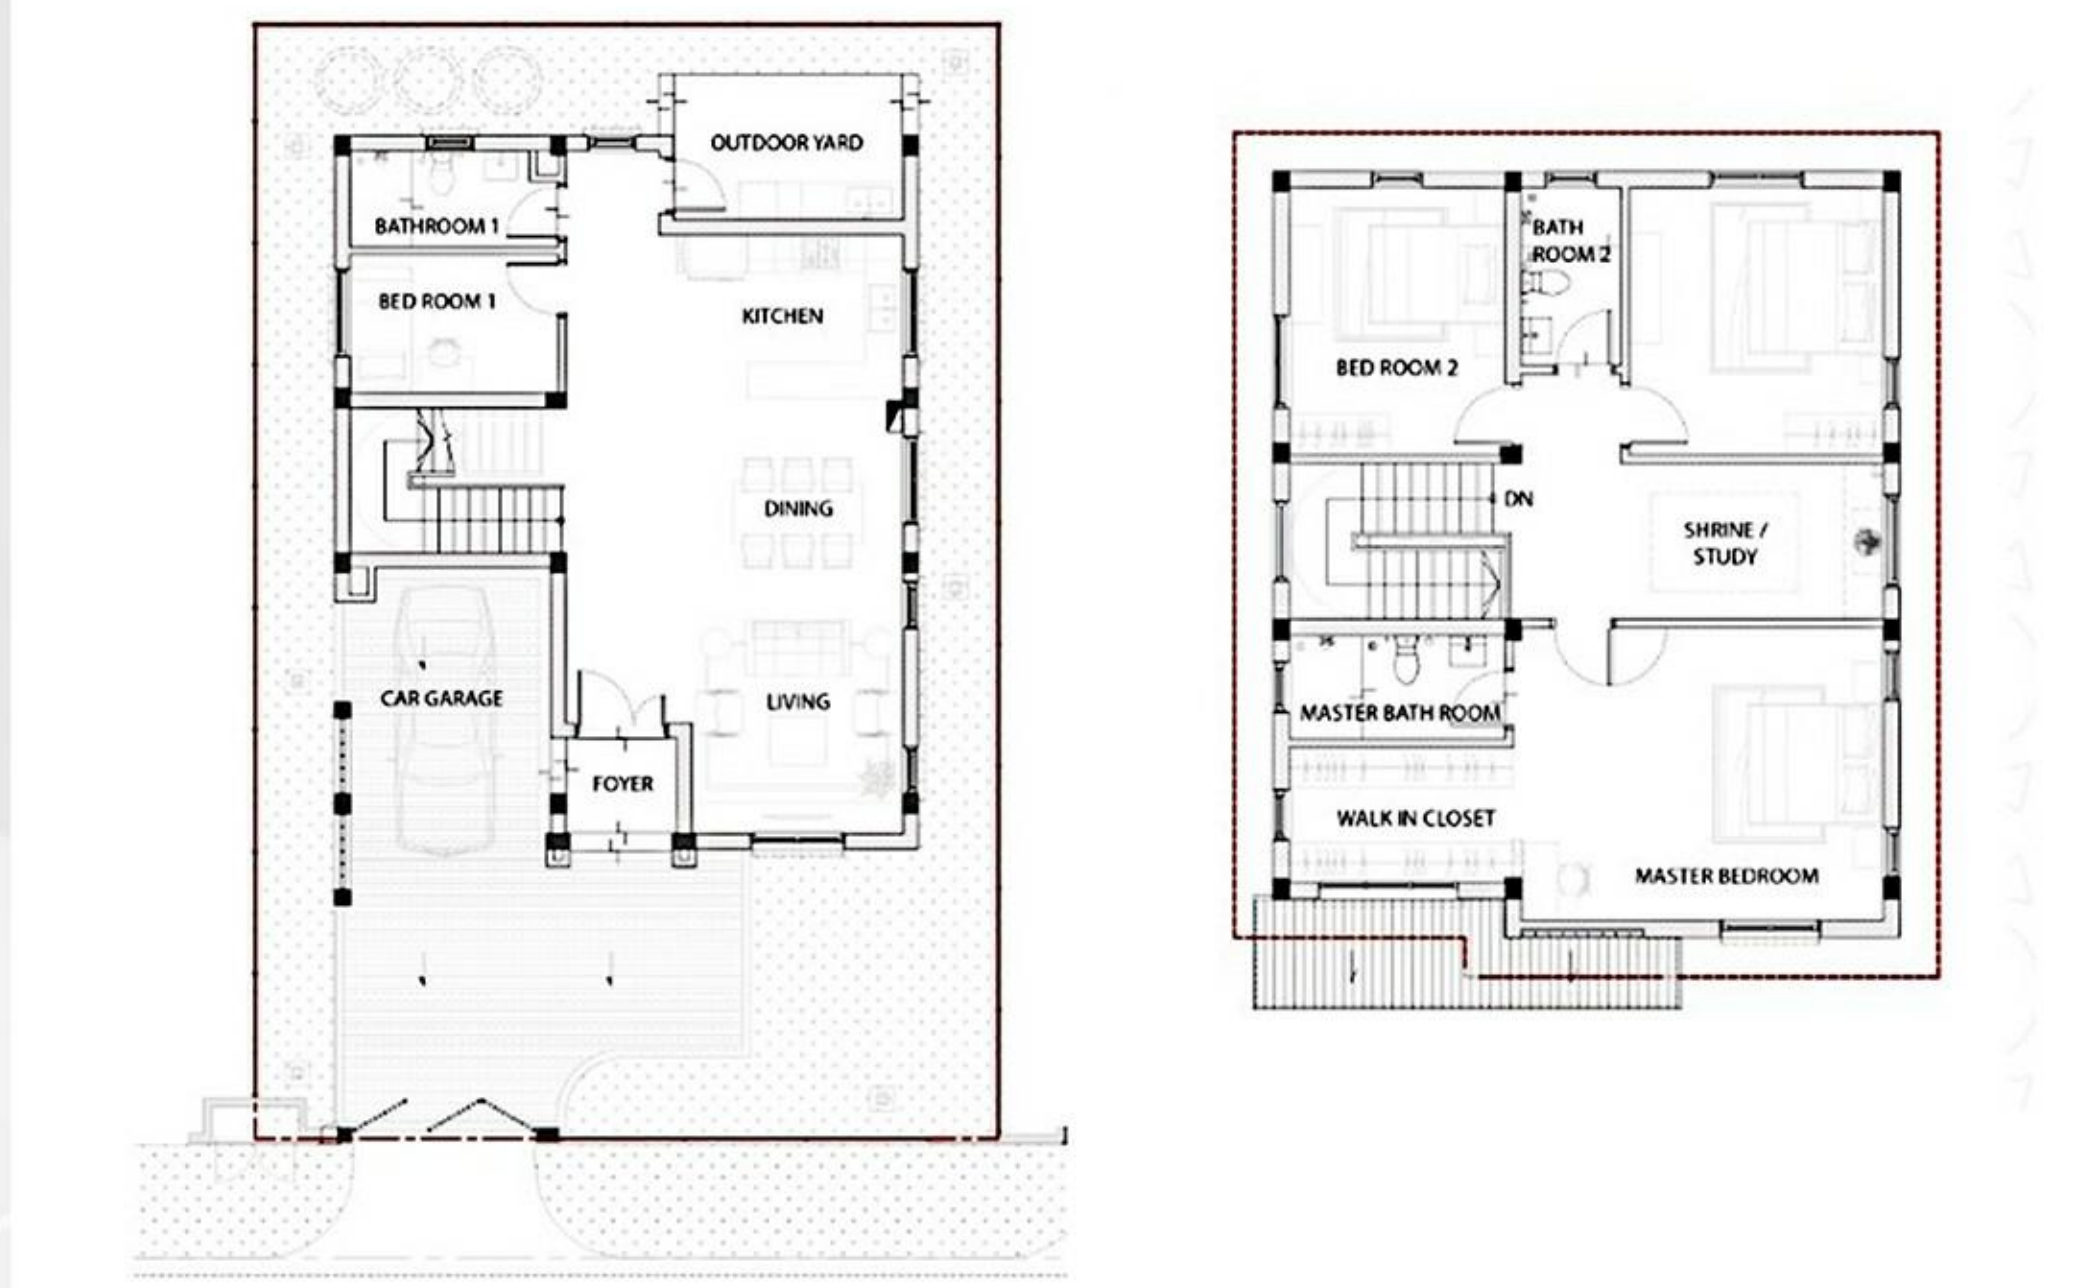 OUTDOOR YARD
BATHROOM 1
BED ROOM 1
KITCHEN
DINING
CAR GARAGE
LIVING
FOYER
BATH
ROOM 2
BED ROOM 2
DN
SHRINE /
STUDY
MASTER BATH ROOM
WALK IN CLOSET
MASTER BEDROOM